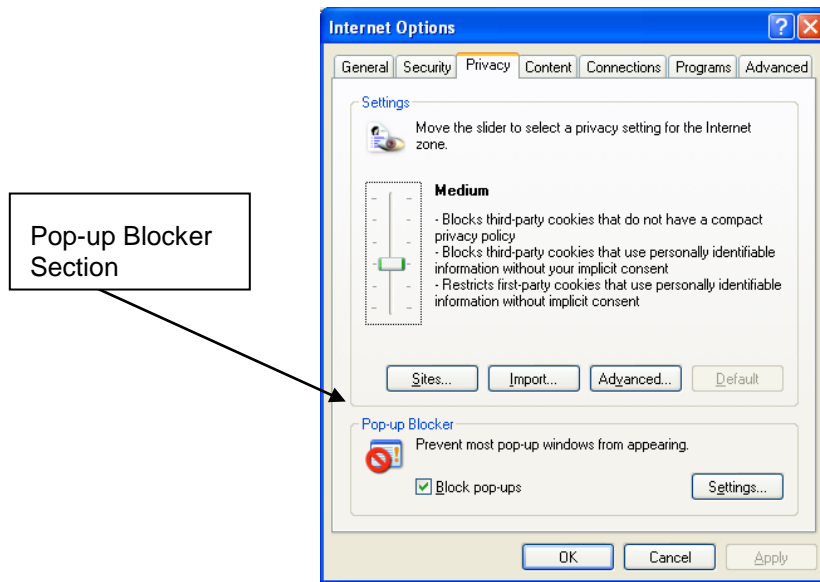 Internet Options
General Security Privacy Content Connections Programs Advanced
Settings
Move the slider to select a privacy setting for the Internet
zone.
Medium
- Blocks third-party cookies that do not have a compact
privacy policy
- Blocks third-party cookies that use personally identifiable
information without your implicit consent
- Restricts first-party cookies that use personally identifiable
information without implicit consent
Pop-up Blocker
Section
Sites... Import... Advanced... Default
Pop-up Blocker
Prevent most pop-up windows from appearing.
Block pop-ups
Settings...
OK Cancel Apply